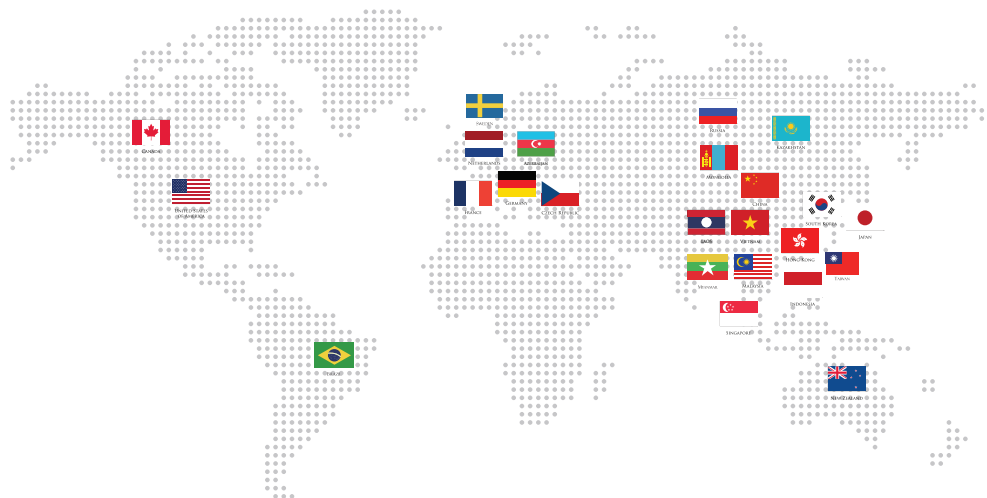 SWEDEN
RUSSIA
CANADA
KAZAKHSTAN
NETHERLANDS
AZERBAIJAN
MONGOLIA
CHINA
GERMANY
FRANCE
CZECH REPUBLIC
UNITED STATES
OF AMERICA
SOUTH KOREA
JAPAN
LAOS
VIETNAM
HONG KONG
TAIWAN
MYANMAR
MALAYSIA
INDONESIA
SINGAPORE
BRAZIL
NEW ZEALAND